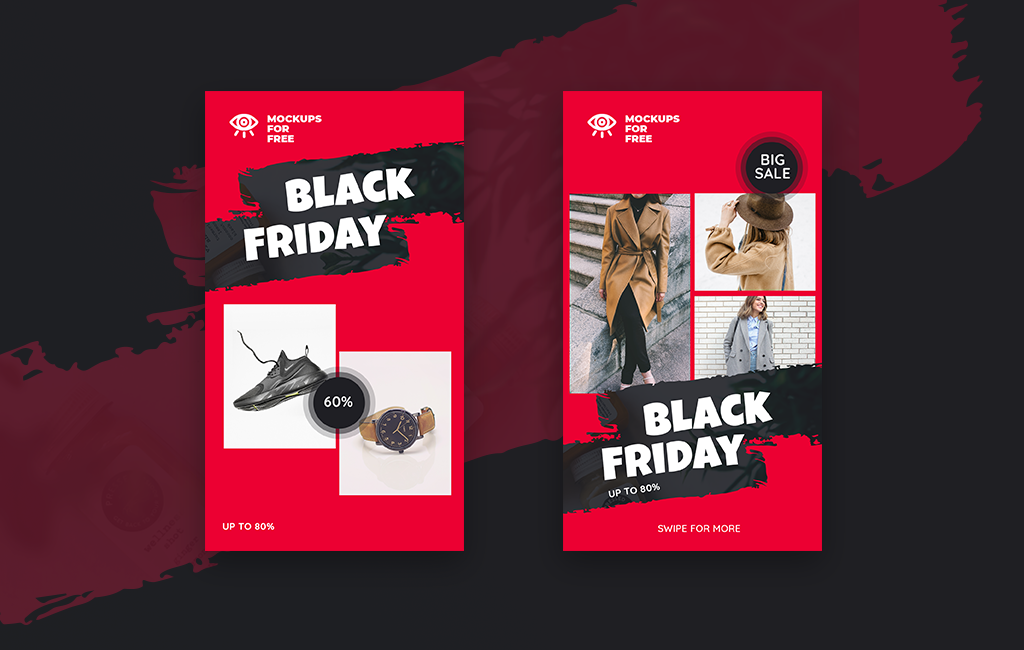 MOCKUPS
FOR
FREE
BLACK
FRIDAY
60%
UP TO 80%
MOCKUPS
FOR
FREE
BIG
SALE
BLACK
FRIDAY
UP TO 80%
SWIPE FOR MORE